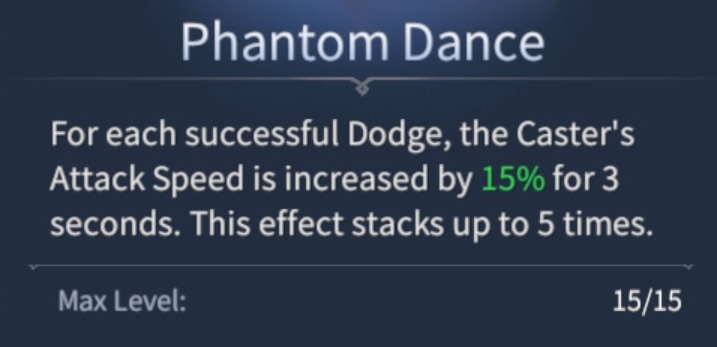 Phantom Dance
For each successful Dodge, the Caster's
Attack Speed is increased by 15% for 3
seconds. This effect stacks up to 5 times.
Max Level: 15/15